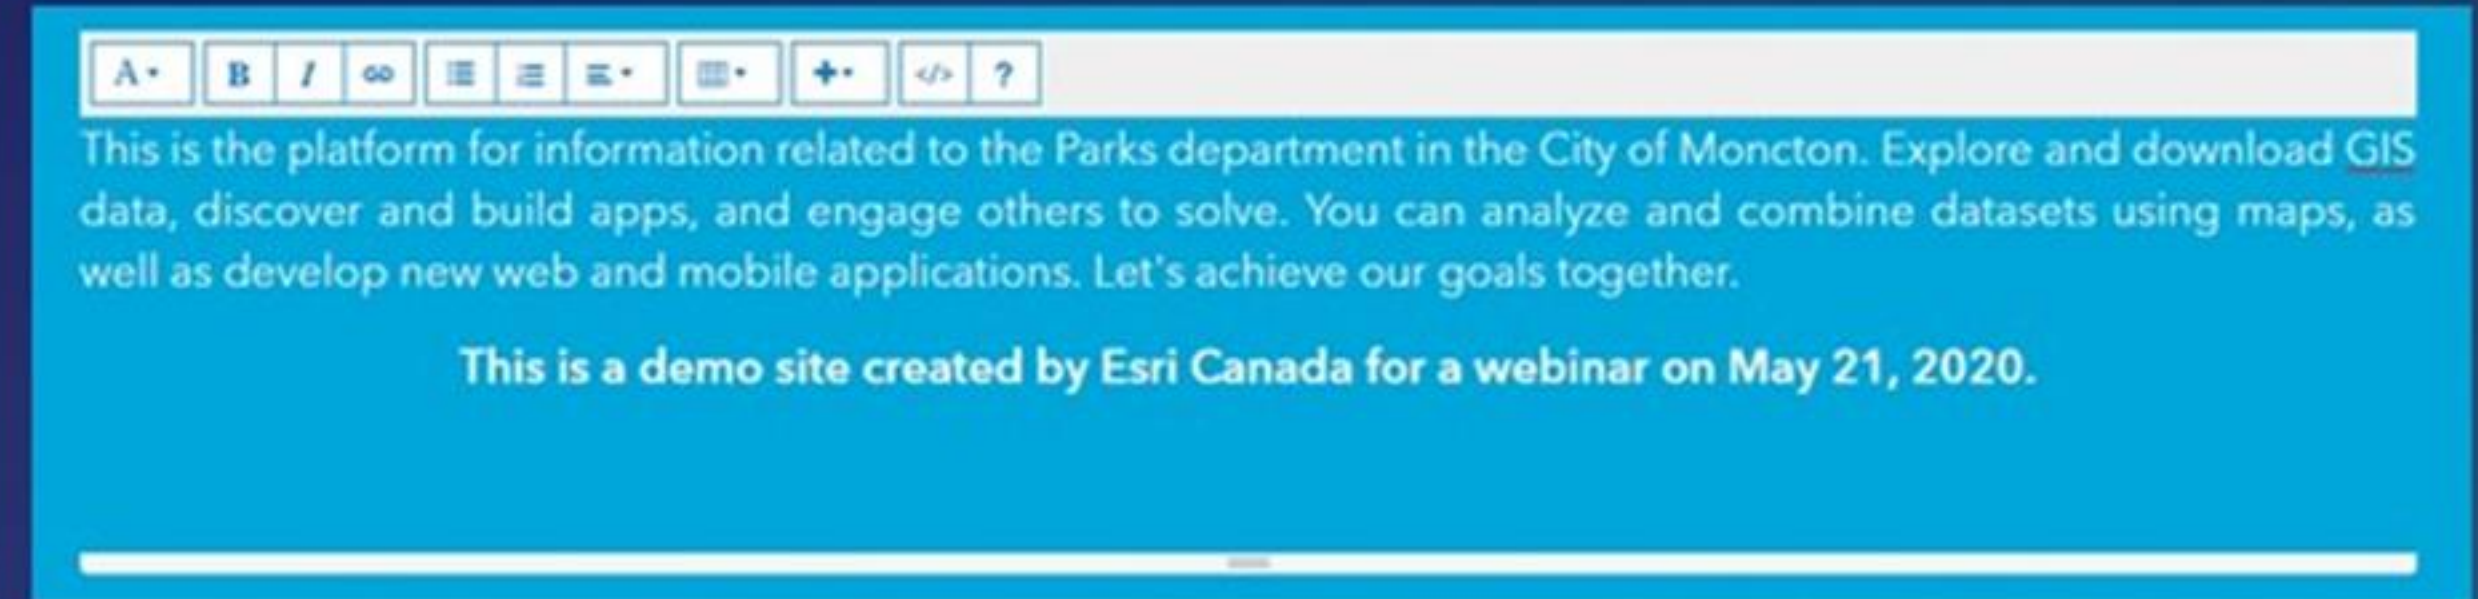 A B I </> ?
This is the platform for information related to the Parks department in the City of Moncton. Explore and download GIS
data, discover and build apps, and engage others to solve. You can analyze and combine datasets using maps, as
well as develop new web and mobile applications. Let's achieve our goals together.
This is a demo site created by Esri Canada for a webinar on May 21, 2020.